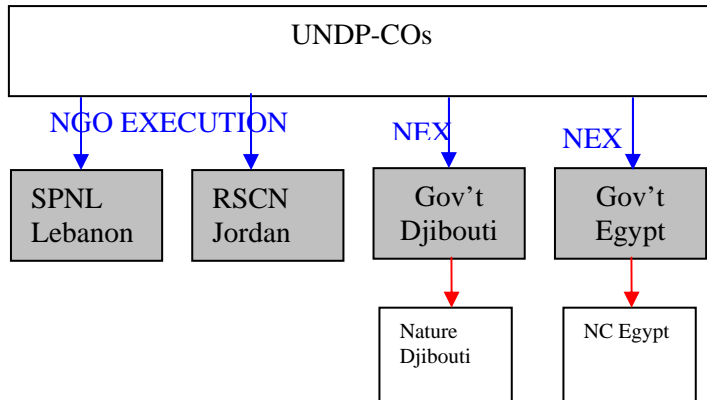 UNDP-COs
NGO EXECUTION
NEX
NEX
SPNL
Lebanon
RSCN
Jordan
Gov’t
Djibouti
Gov’t
Egypt
Nature
Djibouti
NC Egypt